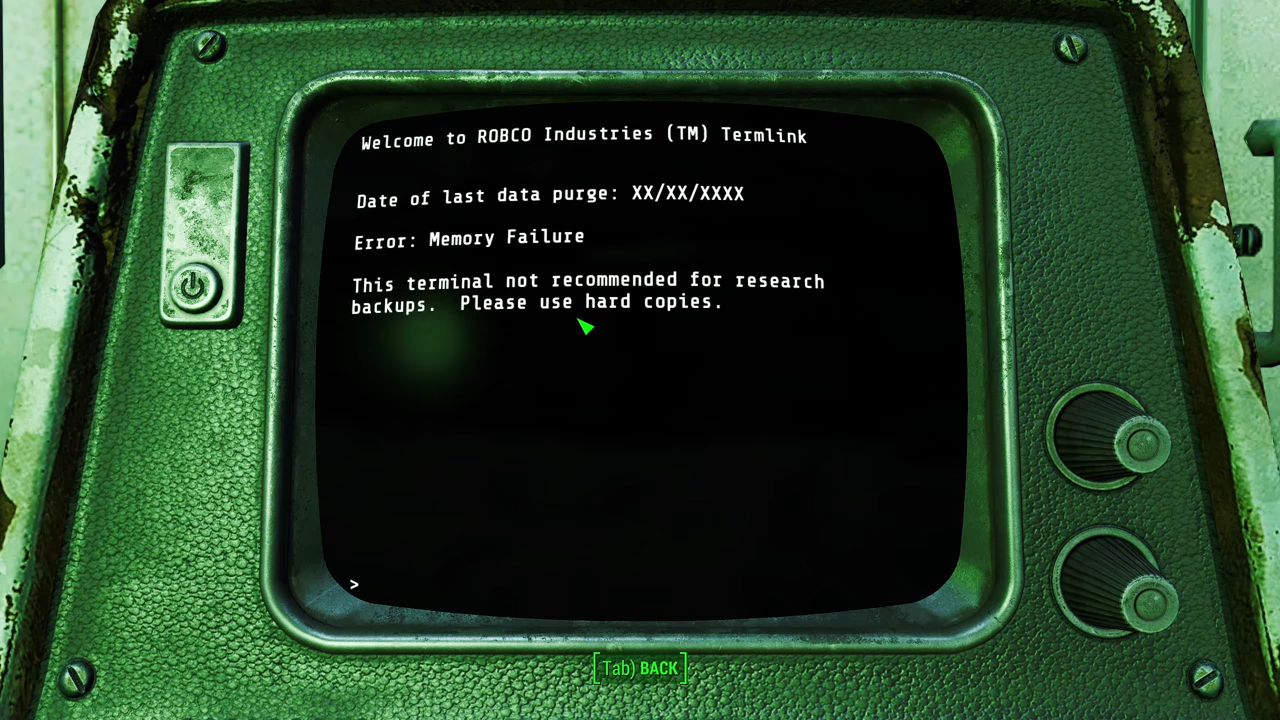 Welcome to ROBCO Industries (TM) Termlink
Date of last data purge: XX/XX/XXXX
Error: Memory Failure
This terminal not recommended for research
backups.  Please use hard copies.
>
[Tab) BACK]